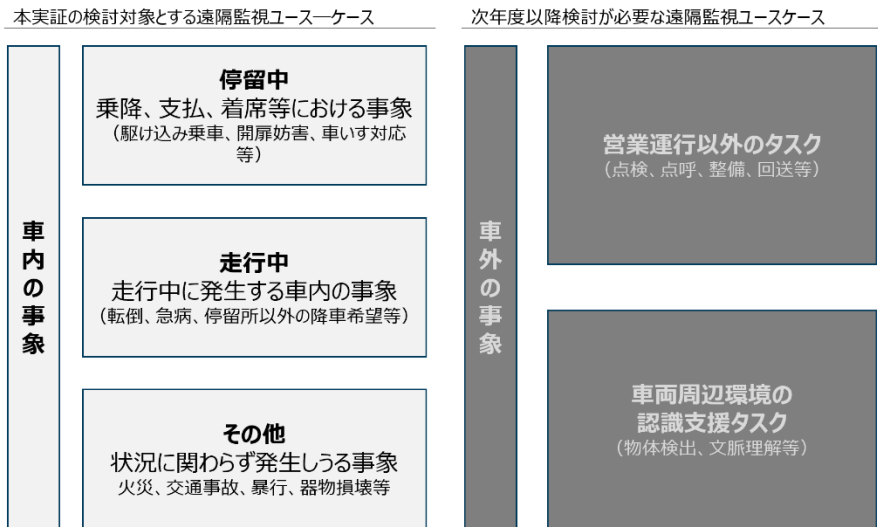 本実証の検討対象とする遠隔監視ユース―ケース
車内の事象
停留中
乗降、支払、着席等における事象
（駆け込み乗車、開扉妨害、車いす対応
等）
走行中
走行中に発生する車内の事象
（転倒、急病、停留所以外の降車希望等）
その他
状況に関わらず発生しうる事象
火災、交通事故、暴行、器物損壊等
次年度以降検討が必要な遠隔監視ユースケース
車外の事象
営業運行以外のタスク
（点検、点呼、整備、回送等）
車両周辺環境の
認識支援タスク
（物体検出、文脈理解等）